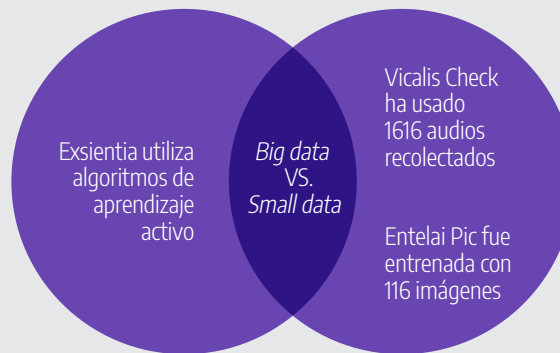 Exsientia utiliza
algoritmos de
aprendizaje
activo
Big data
VS.
Small data
Vicalis Check
ha usado
1616 audios
recolectados
Entelai Pic fue
entrenada con
116 imágenes